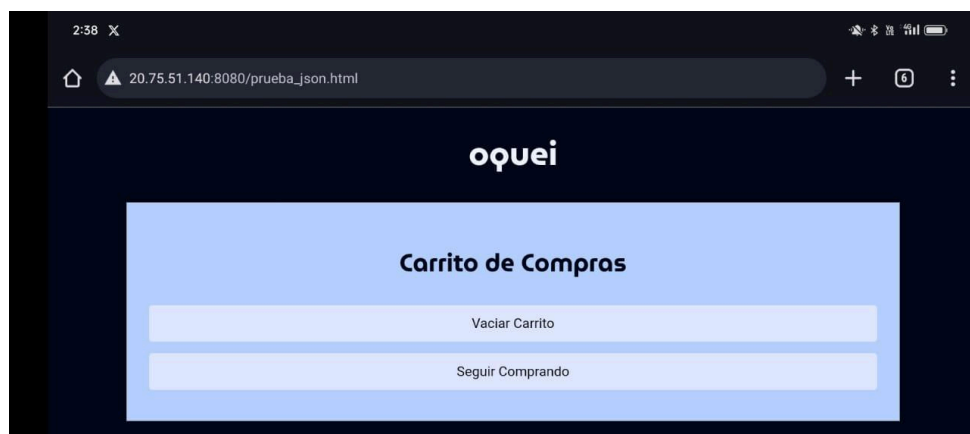 2:38 X
20.75.51.140:8080/prueba_json.html
6
oquei
Carrito de Compras
Vaciar Carrito
Seguir Comprando